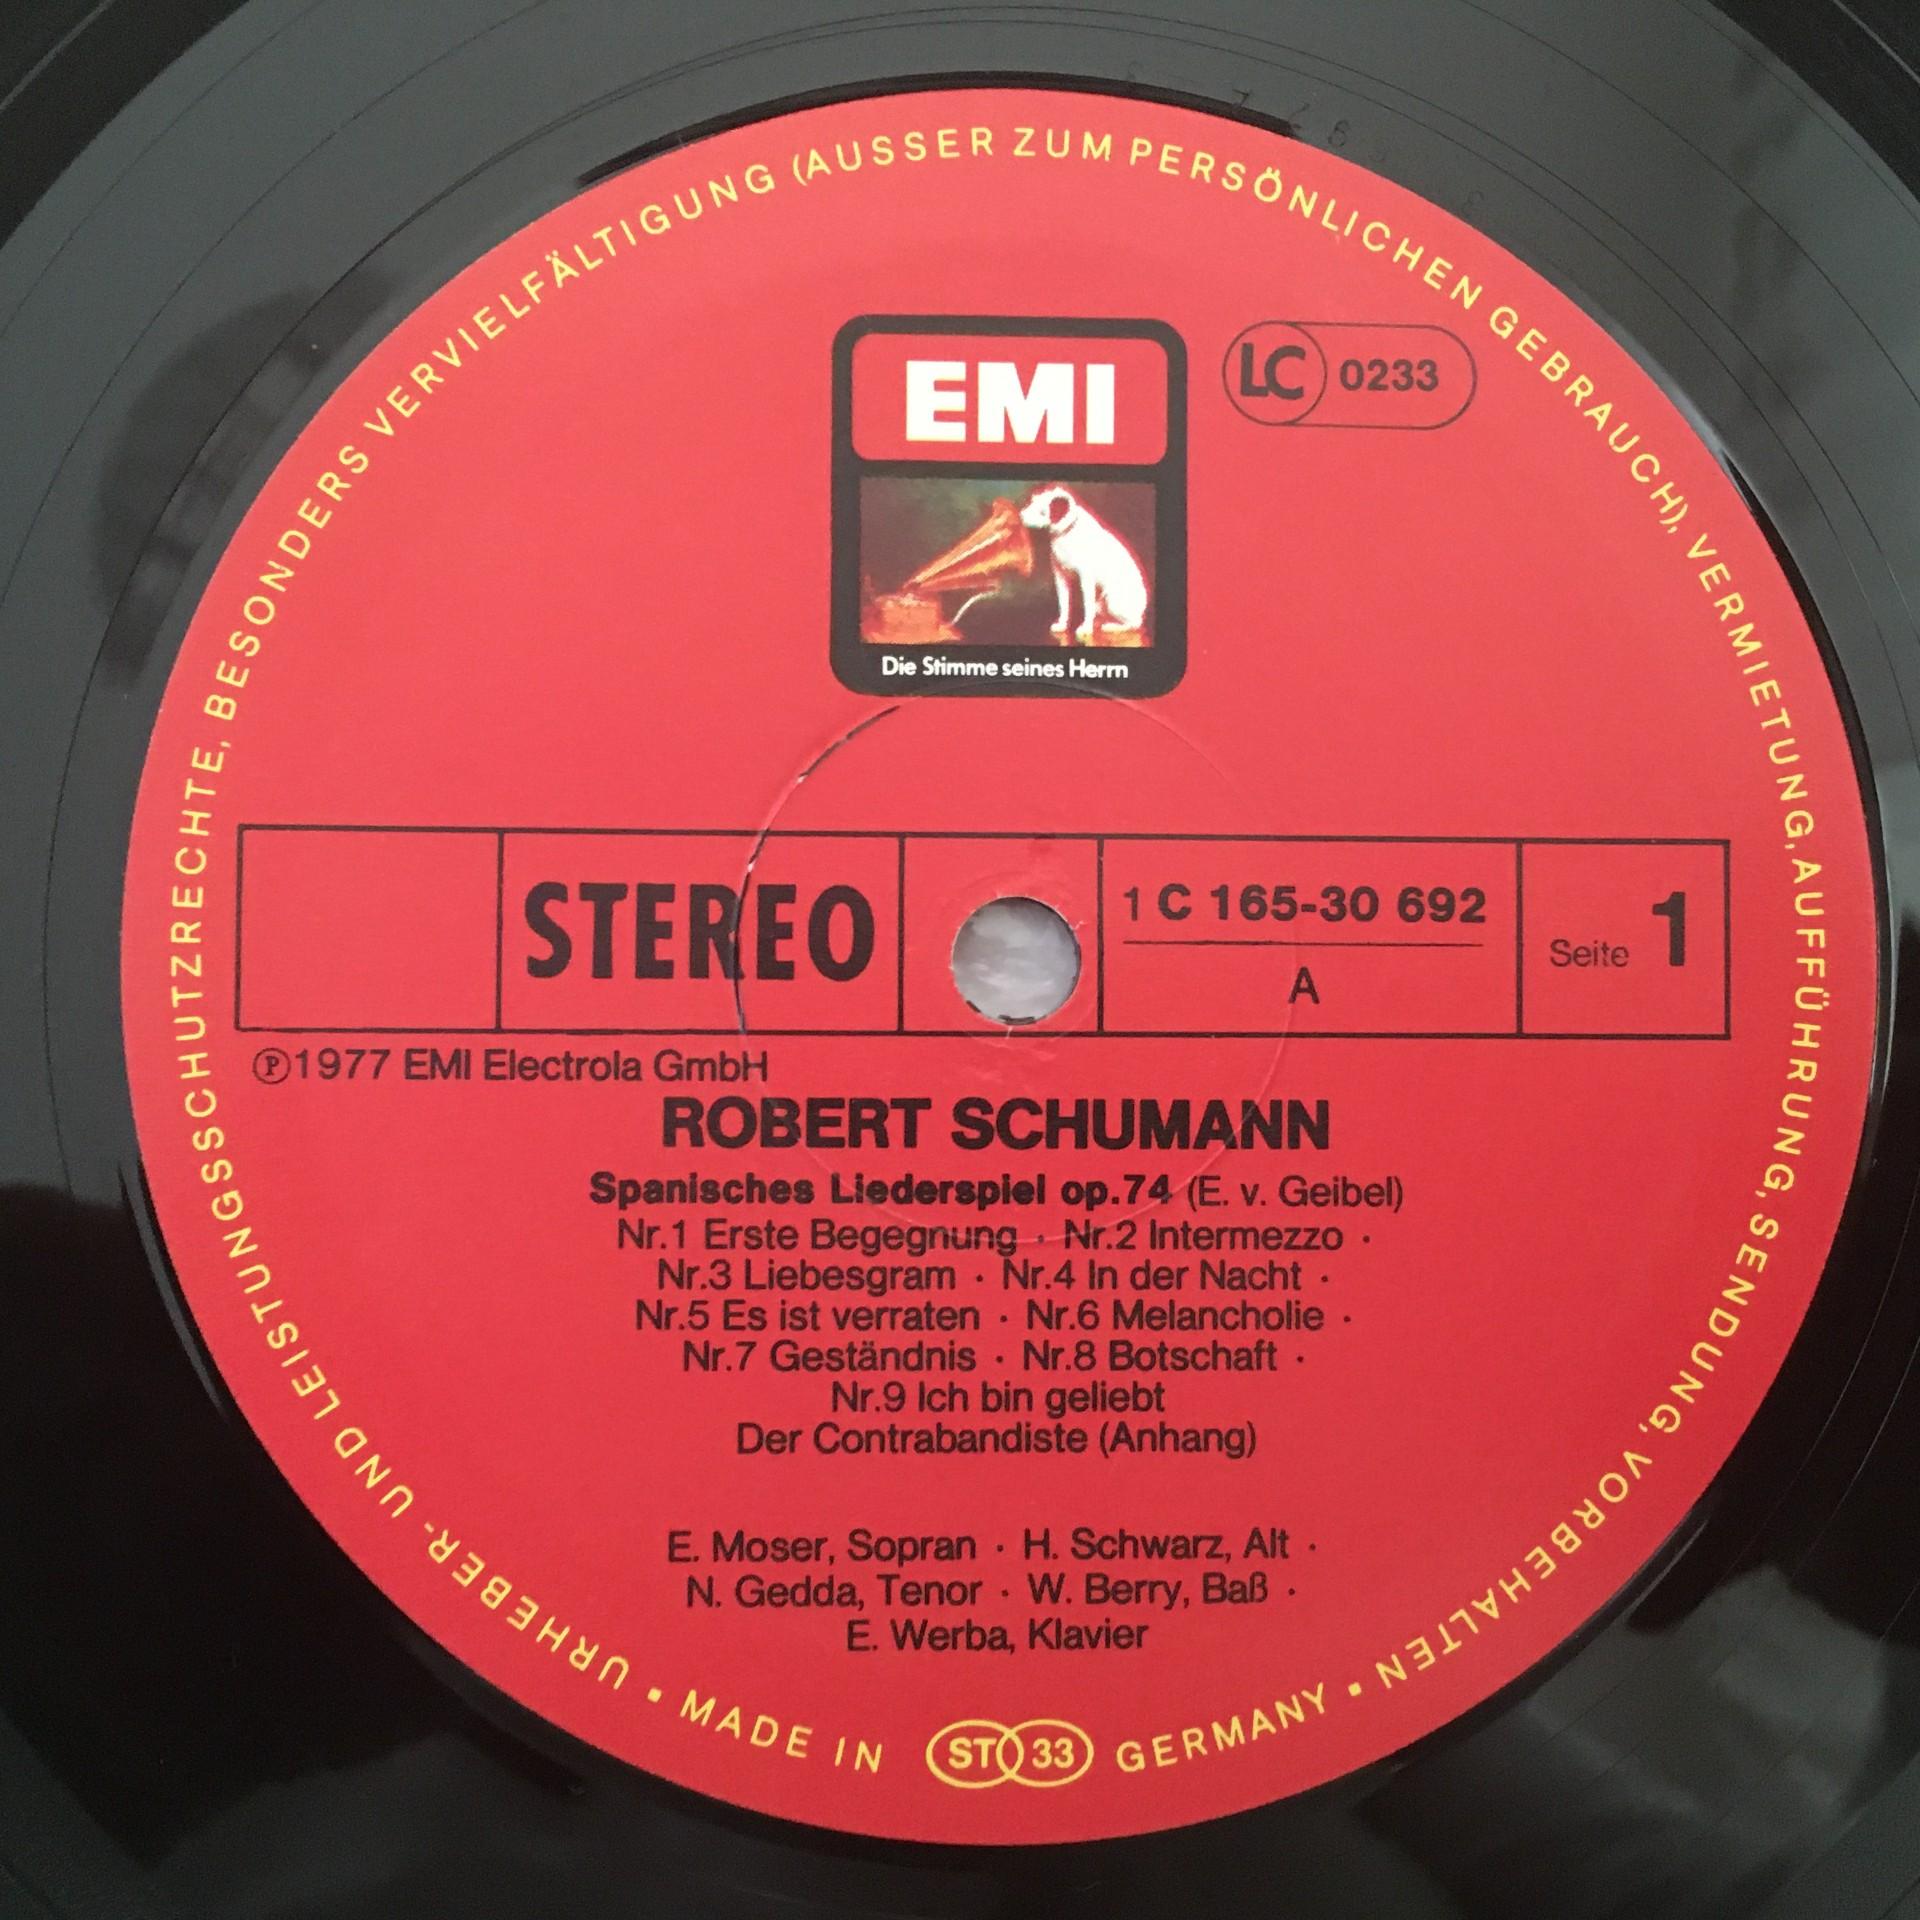 URHEBER- UND LEISTUNGSSCHUTZRECHTE, BESONDERS VERVIELFÄLTIGUNG (AUSSER ZUM PERSÖNLICHEN GEBRAUCH), VERMIETUNG, AUFFÜHRUNG, SENDUNG, VORBEHALTEN • MADE IN ST 33 GERMANY •
EMI
LC 0233
Die Stimme seines Herrn
STEREO
1 C 165-30 692
A
Seite 1
℗1977 EMI Electrola GmbH
ROBERT SCHUMANN
Spanisches Liederspiel op.74 (E. v. Geibel)
Nr.1 Erste Begegnung · Nr.2 Intermezzo ·
Nr.3 Liebesgram · Nr.4 In der Nacht ·
Nr.5 Es ist verraten · Nr.6 Melancholie ·
Nr.7 Geständnis · Nr.8 Botschaft ·
Nr.9 Ich bin geliebt
Der Contrabandiste (Anhang)
E. Moser, Sopran · H. Schwarz, Alt ·
N. Gedda, Tenor · W. Berry, Baß ·
E. Werba, Klavier